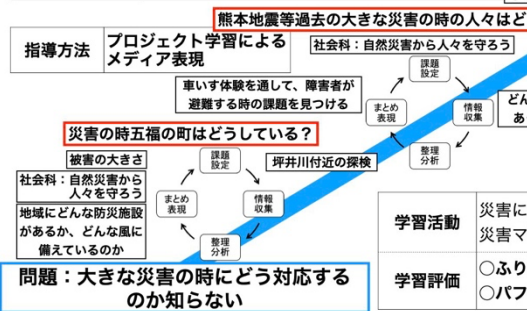 熊本地震等過去の大きな災害の時の人々はど
指導方法
プロジェクト学習による
メディア表現
社会科：自然災害から人々を守ろう
課題
設定
車いす体験を通して、障害者が
避難する時の課題を見つける
まとめ
表現
情報
収集
どん
あ
整理
分析
災害の時五福の町はどうしている？
被害の大きさ
課題
設定
坪井川付近の探検
社会科：自然災害から
人々を守ろう
まとめ
表現
情報
収集
地域にどんな防災施設
があるか、どんな風に
備えているのか
整理
分析
学習活動
災害に
災害マ
学習評価
○ふり
○パフ
問題：大きな災害の時にどう対応する
のか知らない